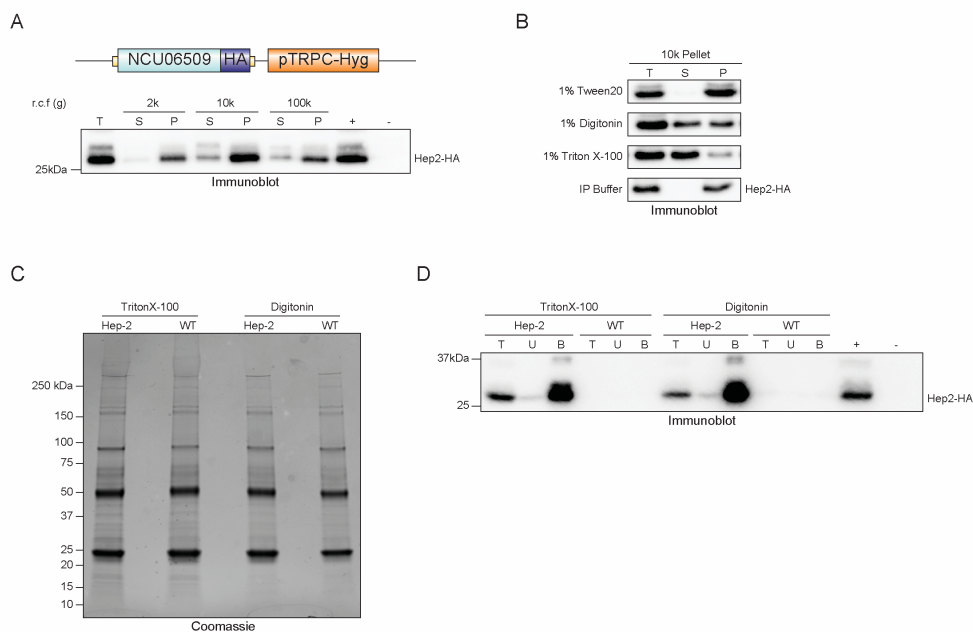 A
NCU06509 HA pTRPC-Hyg
r.c.f (g) 2k 10k 100k
T S P S P S P + -
Hep2-HA
25kDa
Immunoblot
B
10k Pellet
T S P
1% Tween20
1% Digitonin
1% Triton X-100
IP Buffer Hep2-HA
Immunoblot
C
TritonX-100 Digitonin
Hep-2 WT Hep-2 WT
250 kDa
150
100
75
50
37
25
20
15
10
Coomassie
D
TritonX-100 Digitonin
Hep-2 WT Hep-2 WT
T U B T U B T U B T U B + -
37kDa
25 Hep2-HA
Immunoblot